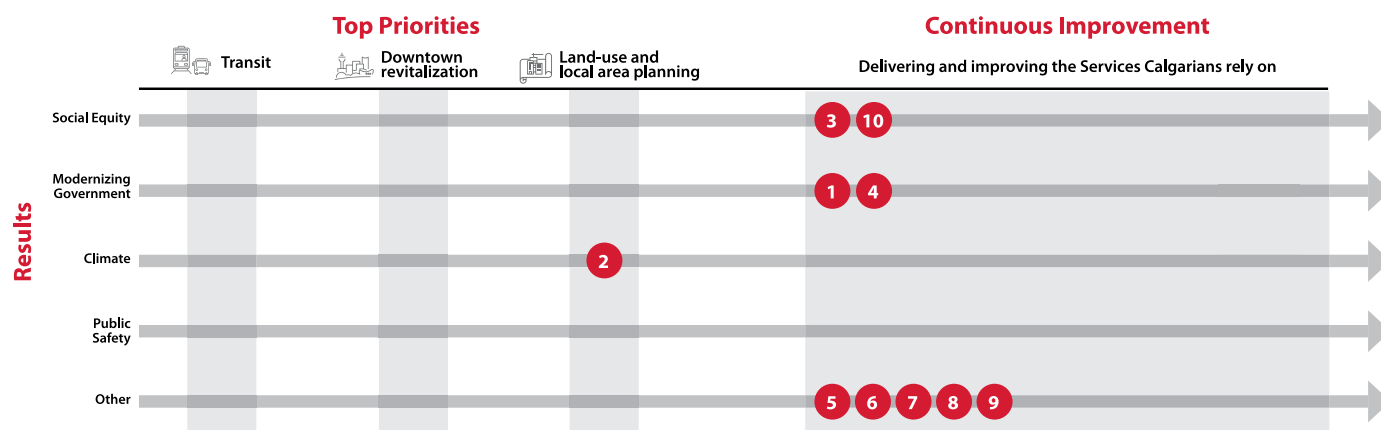 Top Priorities
Continuous Improvement
Transit
Downtown
revitalization
Land-use and
local area planning
Delivering and improving the Services Calgarians rely on
Results
Social Equity
3 10
Modernizing
Government
1 4
Climate
2
Public
Safety
Other
5 6 7 8 9